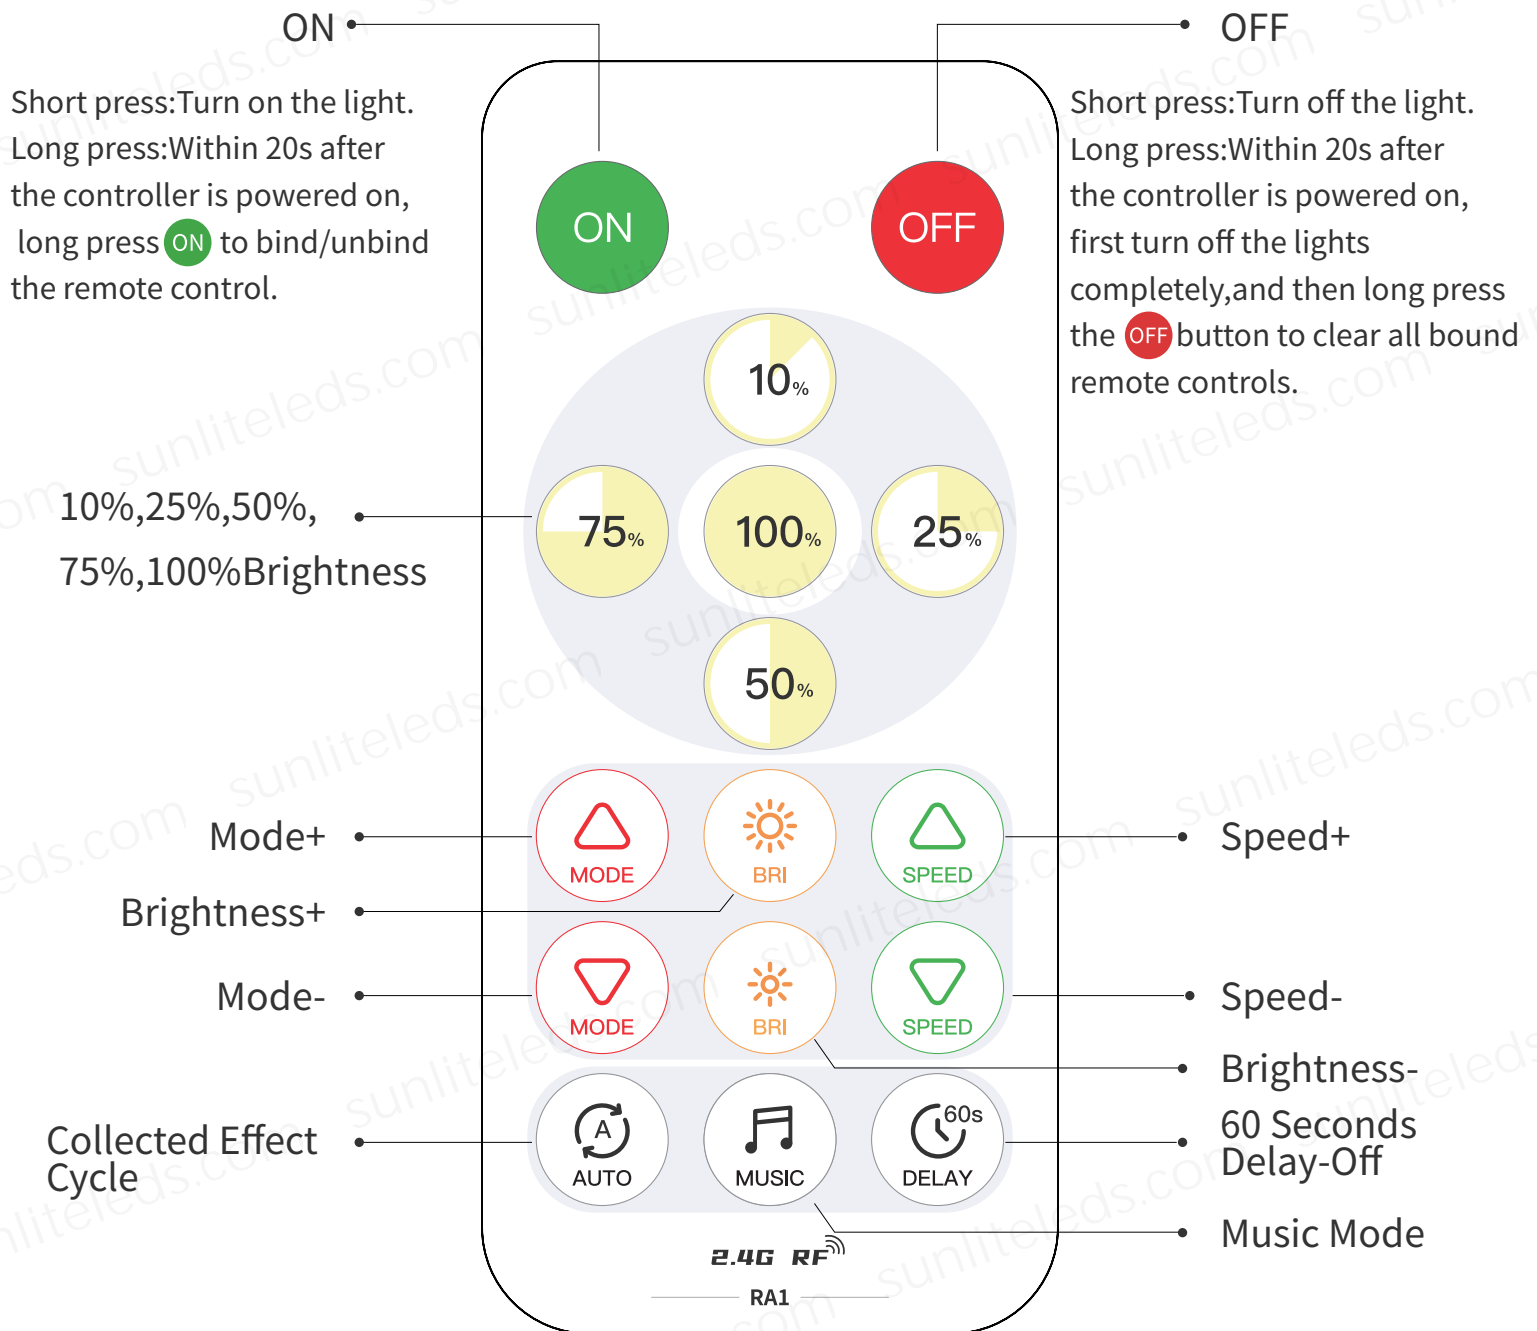 ON
OFF
Short press:Turn on the light.
Long press:Within 20s after
the controller is powered on,
long press ON to bind/unbind
the remote control.
Short press:Turn off the light.
Long press:Within 20s after
the controller is powered on,
first turn off the lights
completely,and then long press
the OFF button to clear all bound
remote controls.
ON
OFF
10%
75%
100%
25%
50%
10%,25%,50%,
75%,100%Brightness
MODE
BRI
SPEED
Mode+
Speed+
Brightness+
MODE
BRI
SPEED
Mode-
Speed-
Brightness-
A
AUTO
MUSIC
60s
DELAY
Collected Effect
Cycle
60 Seconds
Delay-Off
Music Mode
2.4G RF
RA1
sunliteleds.com